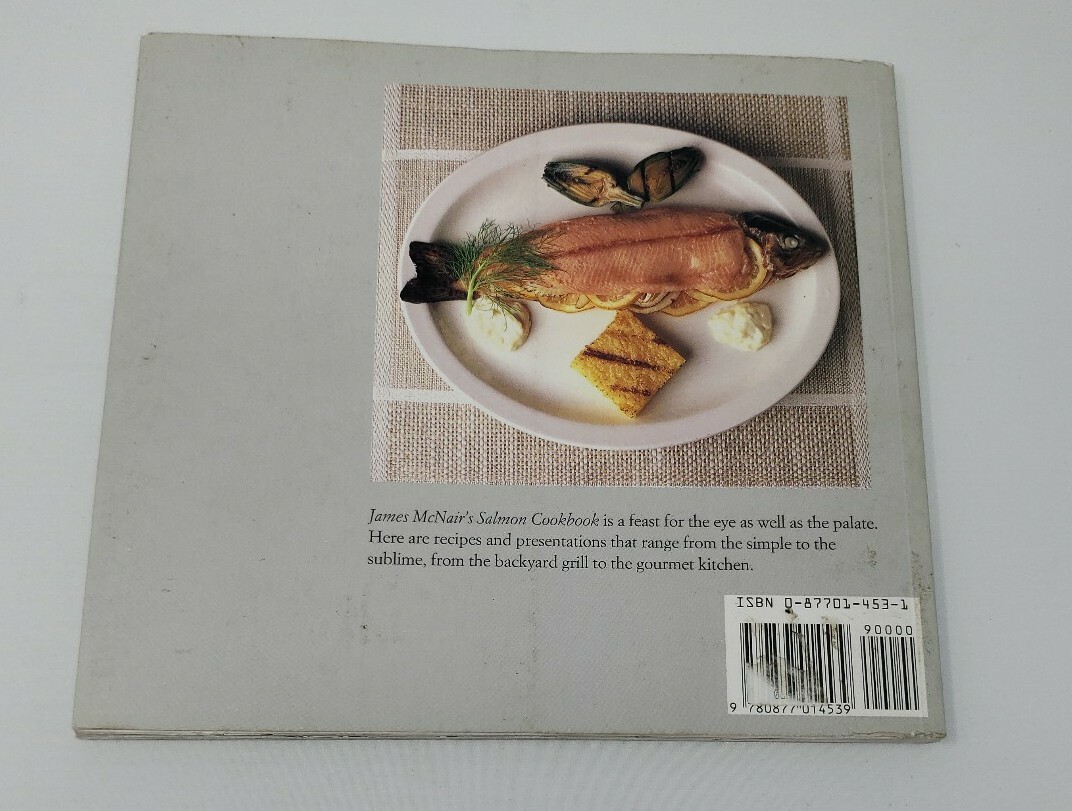 James McNair's Salmon Cookbook is a feast for the eye as well as the palate.
Here are recipes and presentations that range from the simple to the
sublime, from the backyard grill to the gourmet kitchen.
ISBN 0-87701-453-1
90000
9 780877 014539